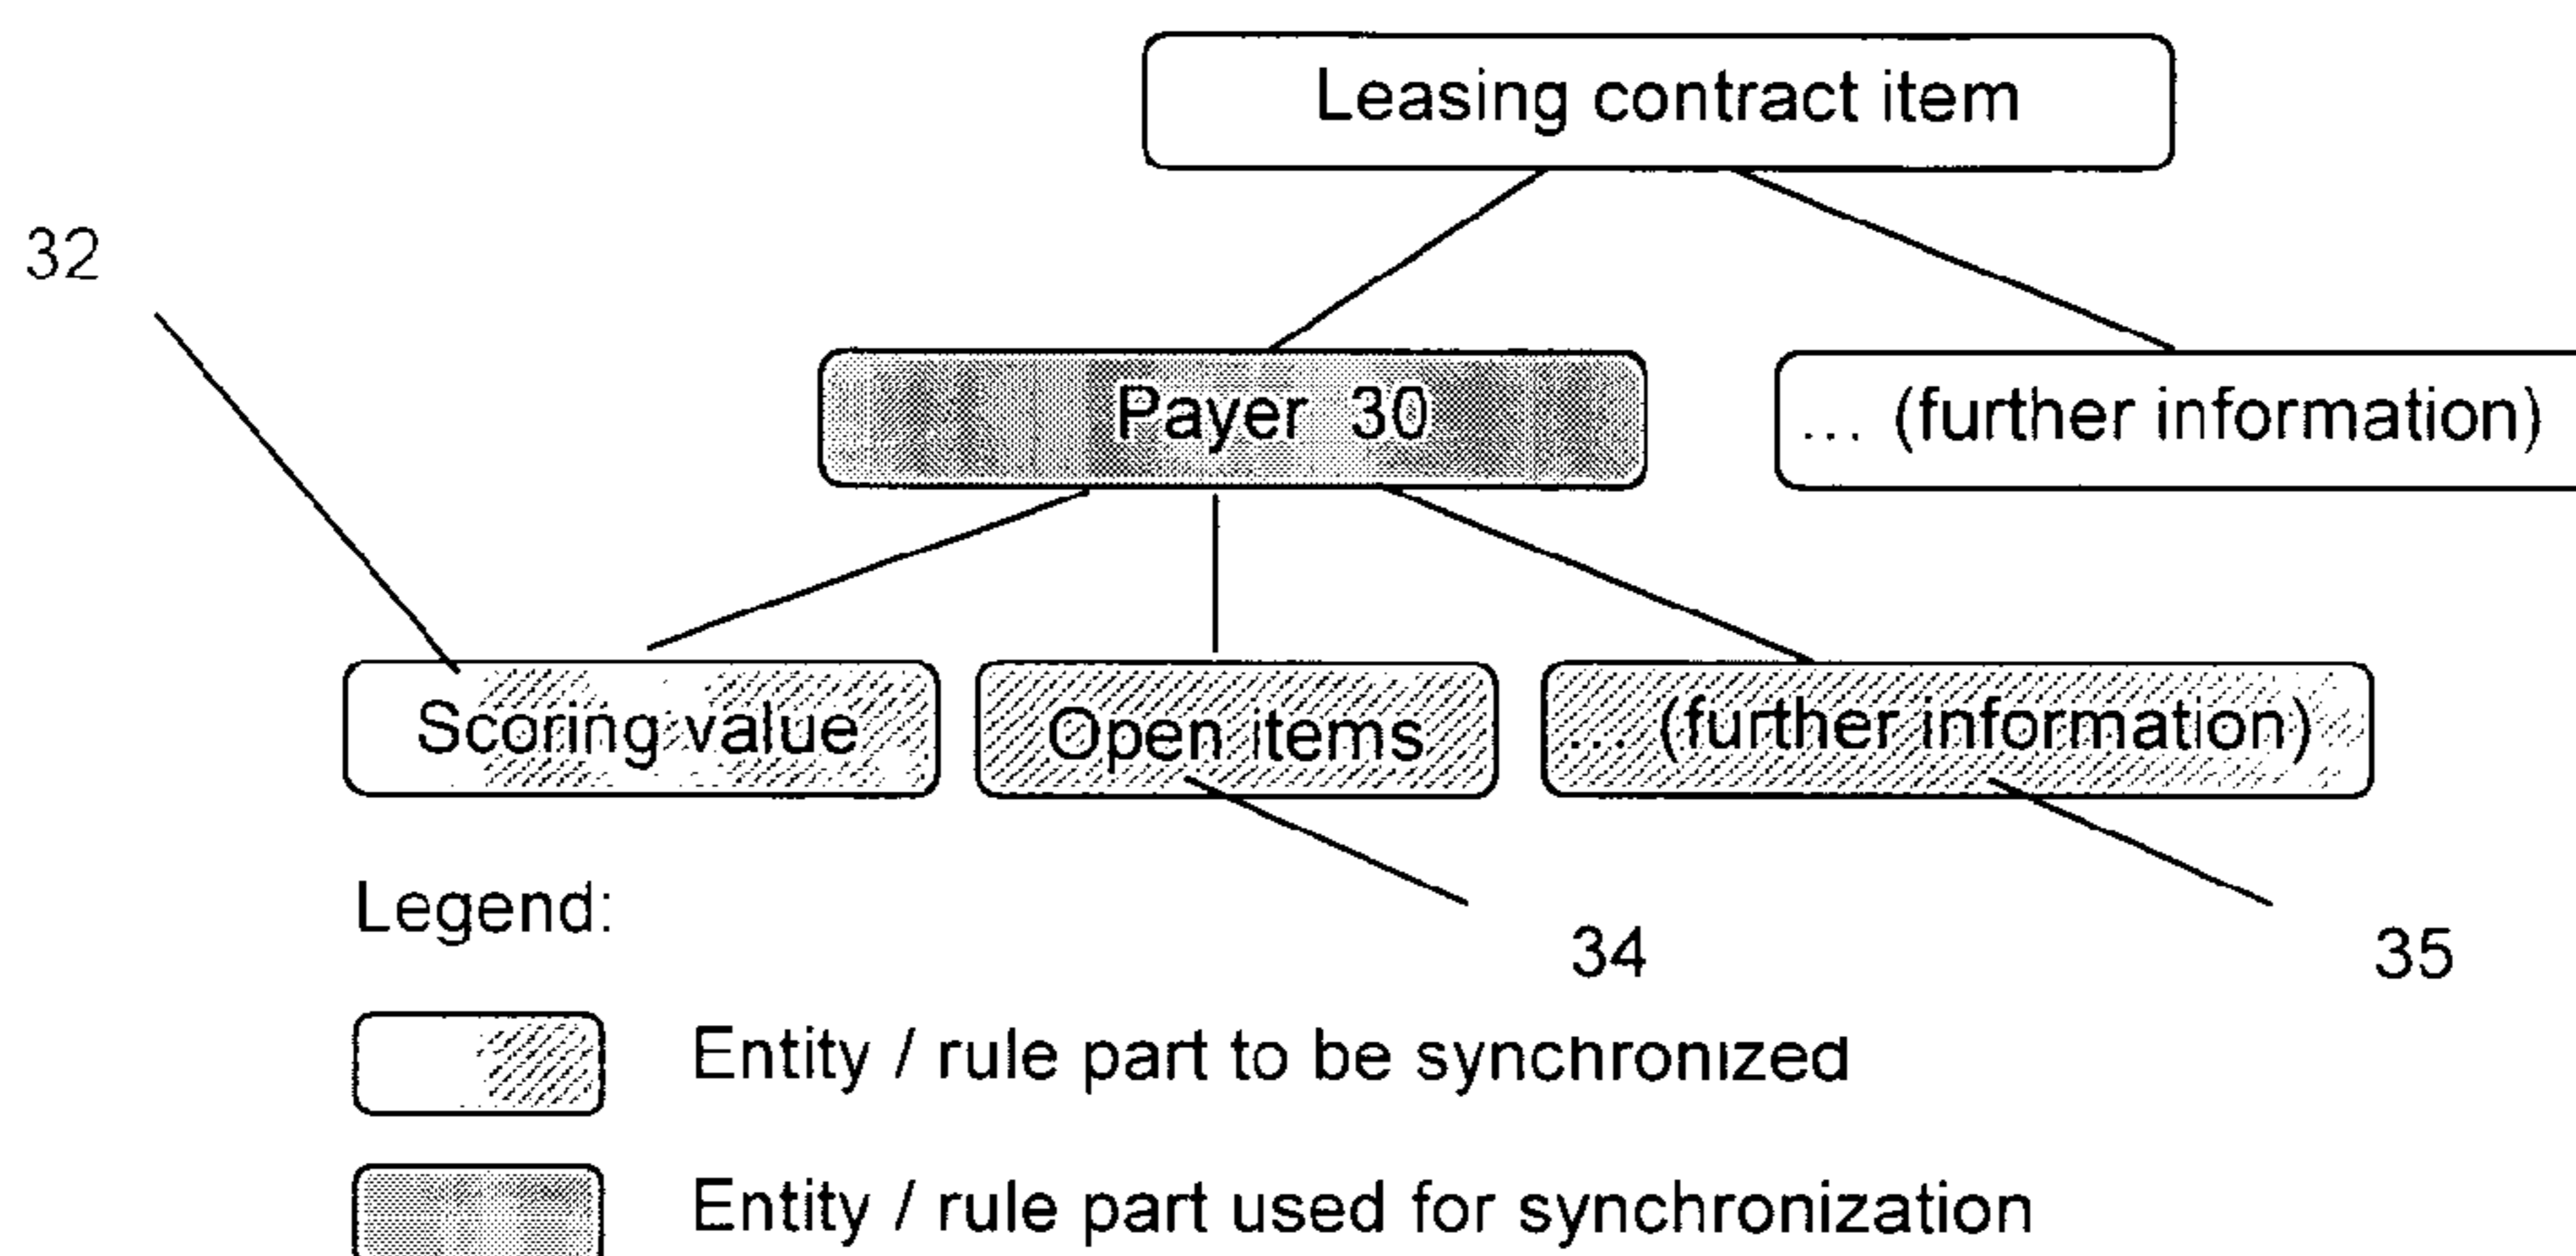 Leasing contract item
32
Payer 30
... (further information)
Scoring value
Open items
... (further information)
Legend:
34
35
Entity / rule part to be synchronized
Entity / rule part used for synchronization